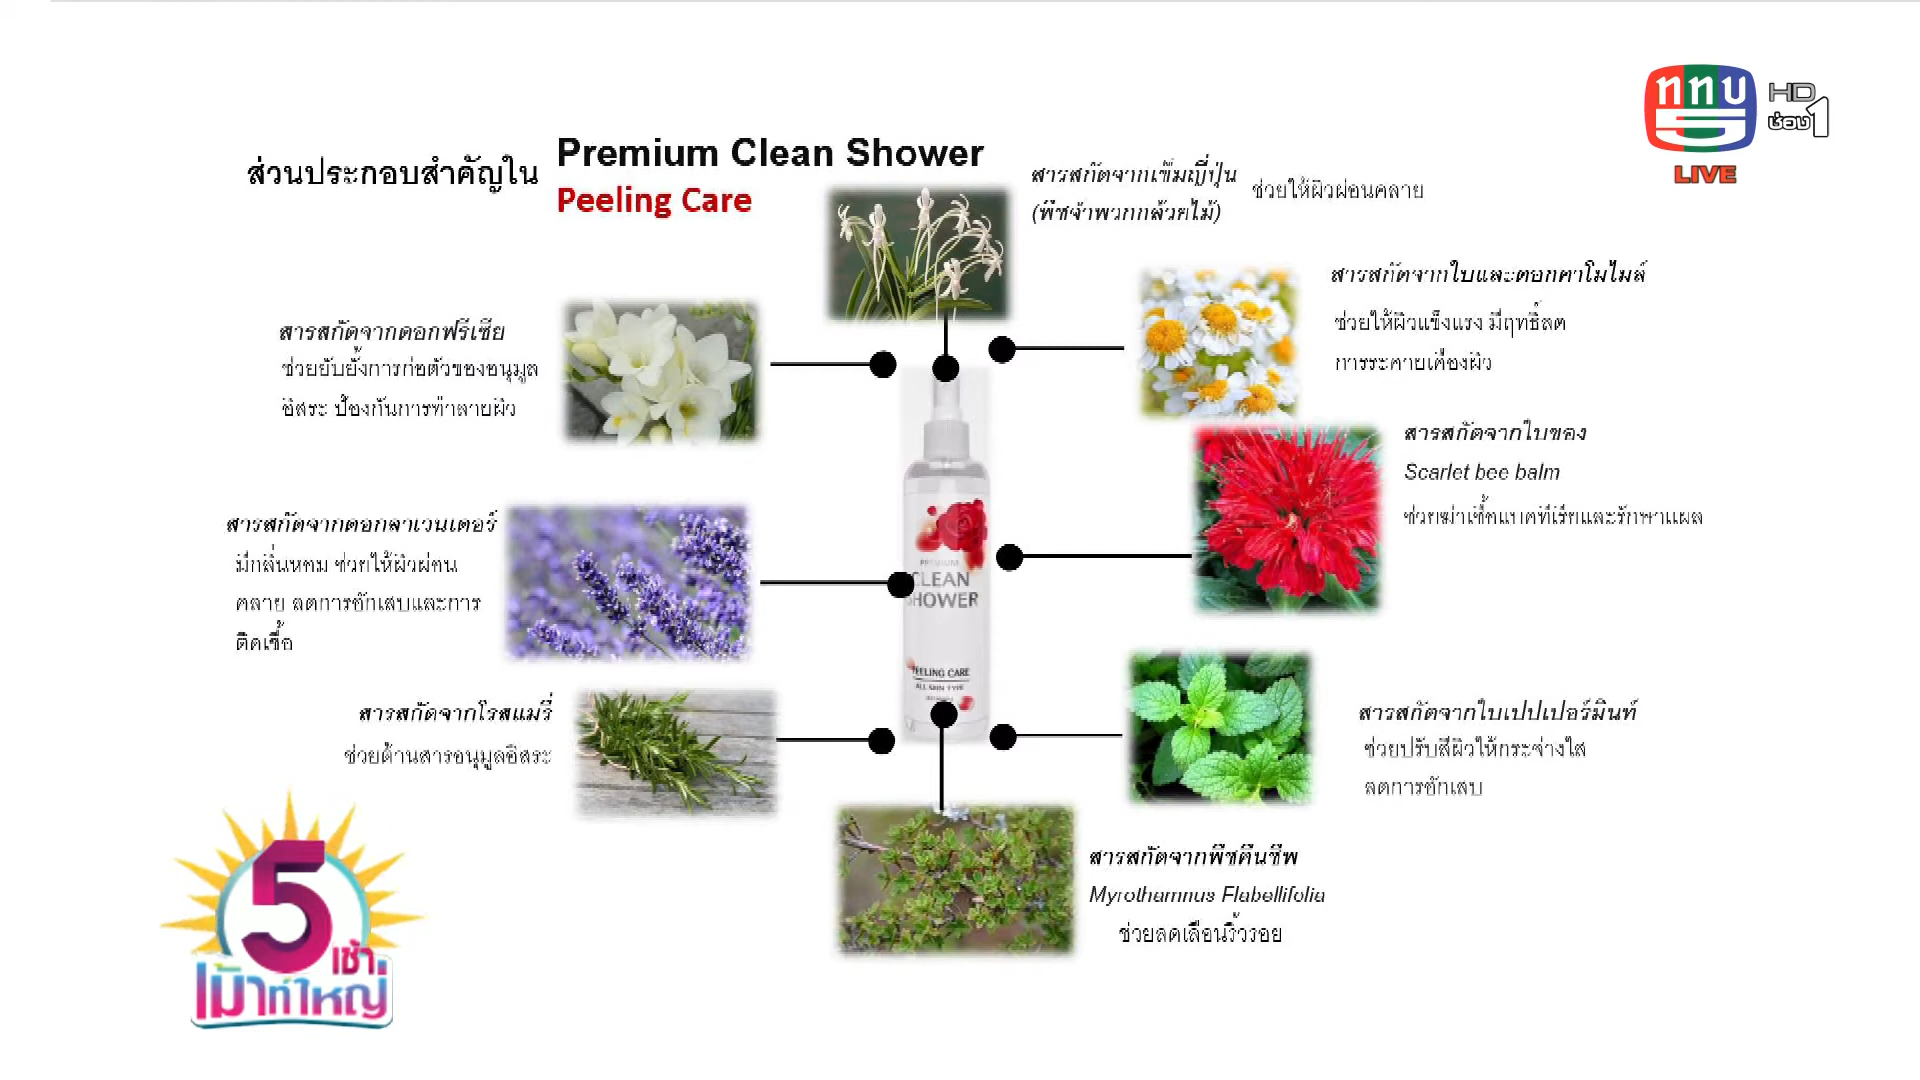 ททบ
5
HD
ช่อง1
LIVE
ส่วนประกอบสำคัญใน
Premium Clean Shower
Peeling Care
สารสกัดจากเข็มญี่ปุ่น
(พืชจำพวกกล้วยไม้)
ช่วยให้ผิวผ่อนคลาย
สารสกัดจากใบและดอกคาโมไมล์
ช่วยให้ผิวแข็งแรง มีฤทธิ์ลด
การระคายเคืองผิว
สารสกัดจากดอกฟรีเซีย
ช่วยยับยั้งการก่อตัวของอนุมูล
อิสระ ป้องกันการทำลายผิว
สารสกัดจากใบของ
Scarlet bee balm
ช่วยฆ่าเชื้อแบคทีเรียและรักษาแผล
สารสกัดจากดอกลาเวนเดอร์
มีกลิ่นหอม ช่วยให้ผิวผ่อน
คลาย ลดการอักเสบและการ
ติดเชื้อ
PREMIUM
CLEAN
SHOWER
PEELING CARE
ALL SKIN TYPE
สารสกัดจากโรสแมรี่
ช่วยต้านสารอนุมูลอิสระ
สารสกัดจากใบเปปเปอร์มินท์
ช่วยปรับสีผิวให้กระจ่างใส
ลดการอักเสบ
สารสกัดจากพืชคืนชีพ
Myrothamnus Flabellifolia
ช่วยลดเลือนริ้วรอย
5
เช้า
เม้าท์ใหญ่